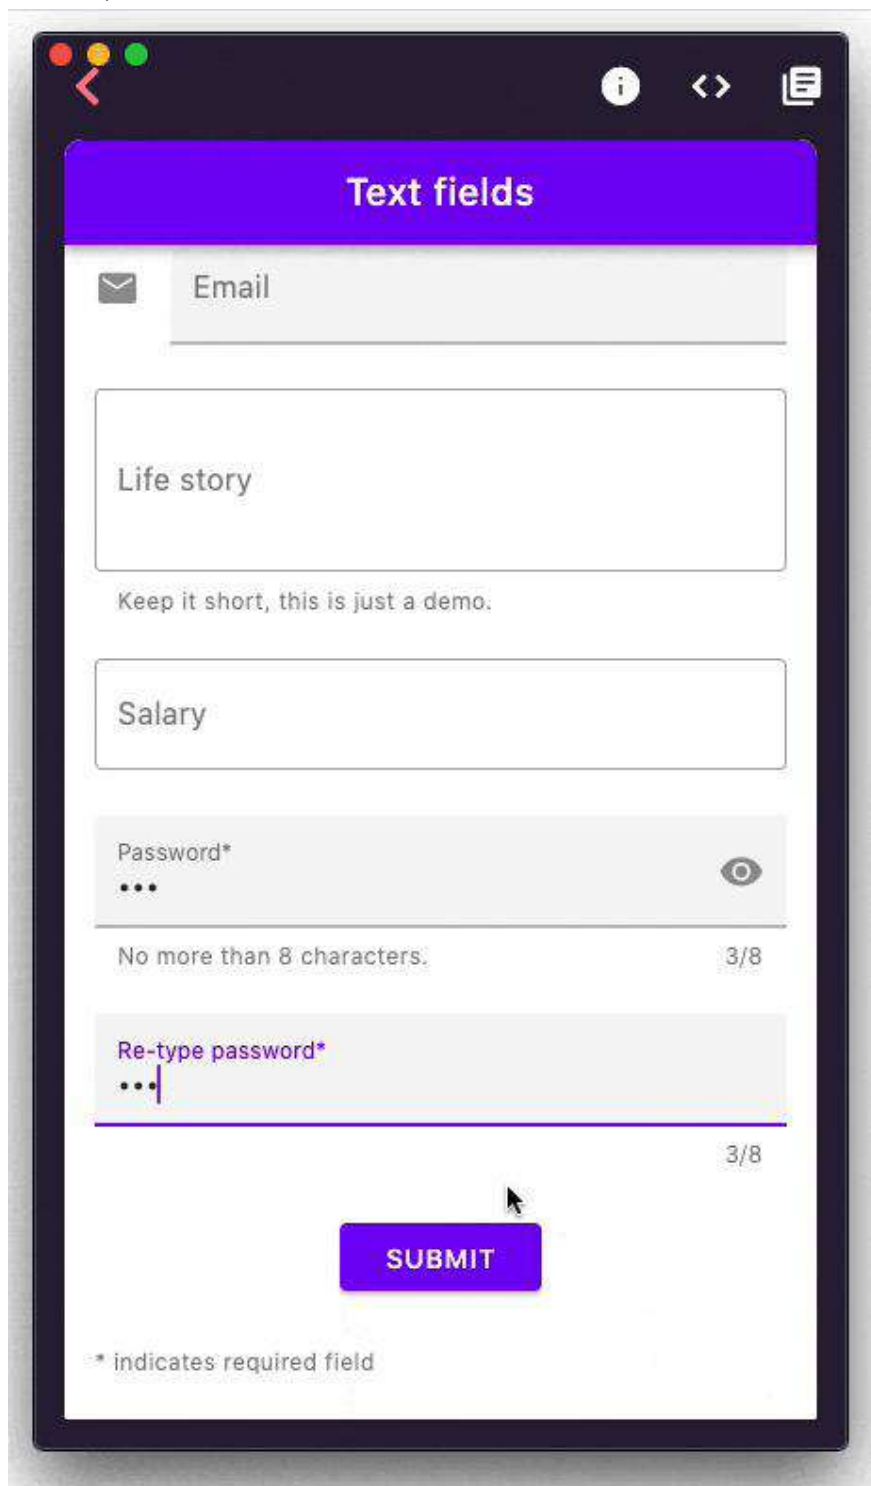 Text fields
Email
Life story
Keep it short, this is just a demo.
Salary
Password*
•••
No more than 8 characters.
3/8
Re-type password*
•••
3/8
SUBMIT
* indicates required field